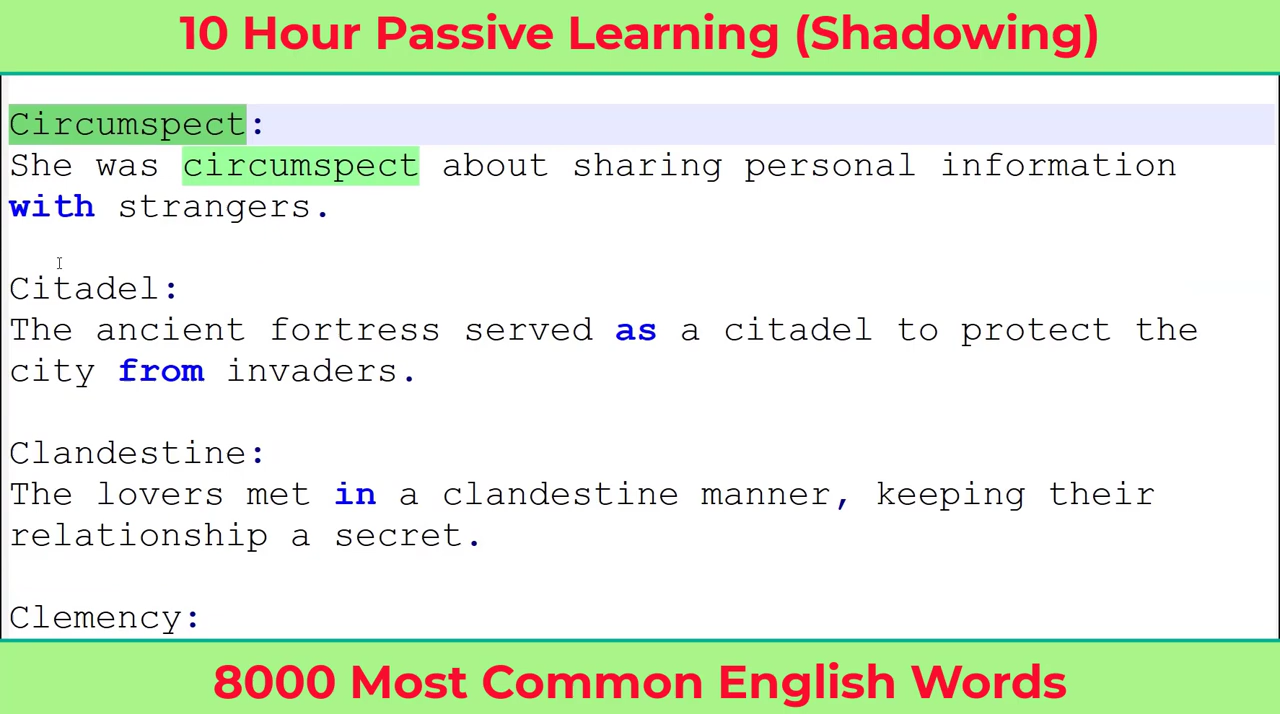 10 Hour Passive Learning (Shadowing)
Circumspect:
She was circumspect about sharing personal information
with strangers.
Citadel:
The ancient fortress served as a citadel to protect the
city from invaders.
Clandestine:
The lovers met in a clandestine manner, keeping their
relationship a secret.
Clemency:
8000 Most Common English Words